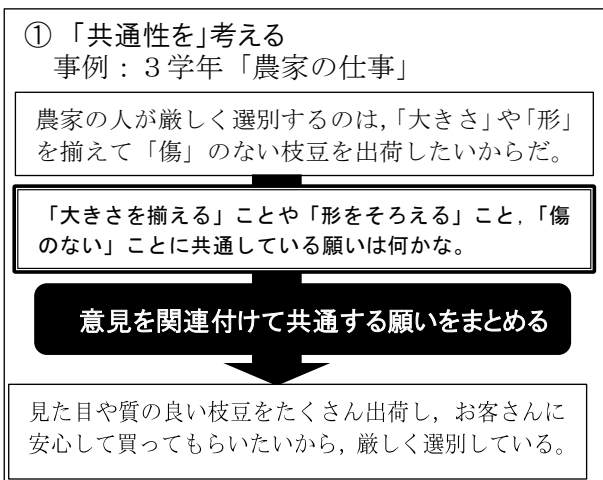 ① 「共通性を」考える
事例：３学年「農家の仕事」
農家の人が厳しく選別するのは，「大きさ」や「形」
を揃えて「傷」のない枝豆を出荷したいからだ。
「大きさを揃える」ことや「形をそろえる」こと，「傷
のない」ことに共通している願いは何かな。
意見を関連付けて共通する願いをまとめる
見た目や質の良い枝豆をたくさん出荷し，お客さんに
安心して買ってもらいたいから，厳しく選別している。